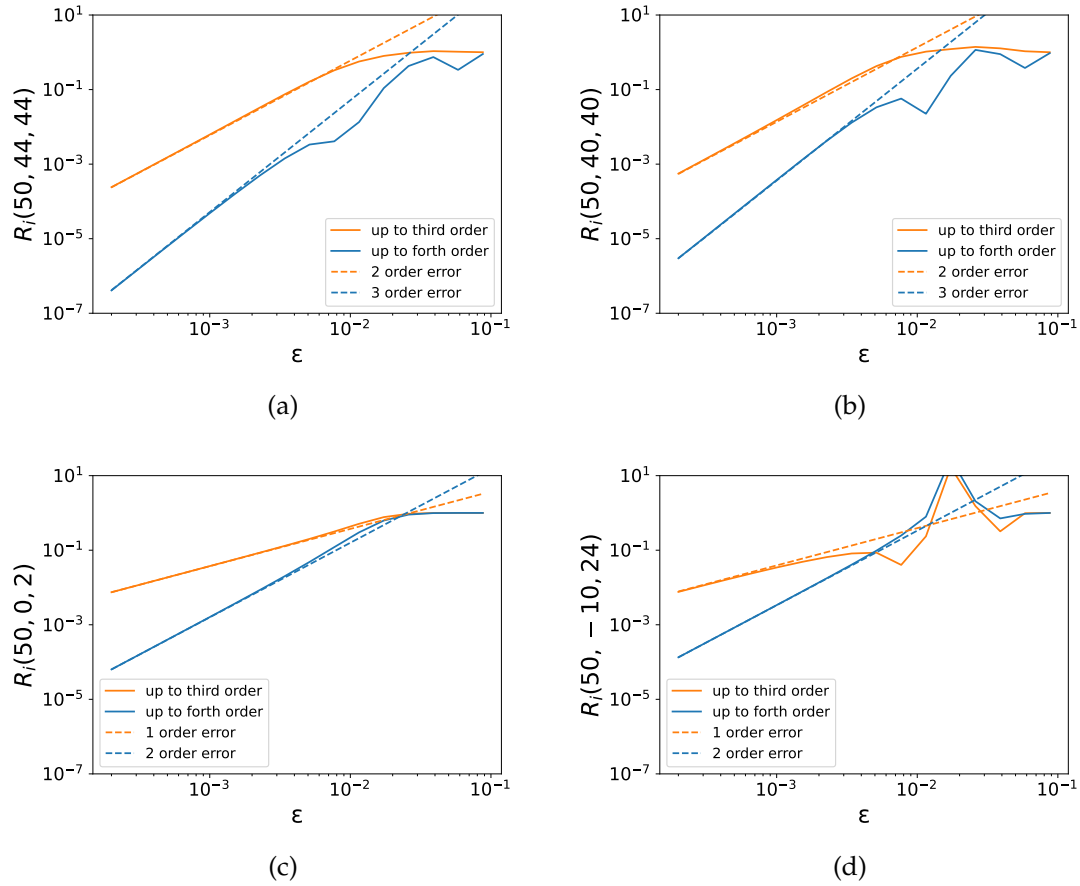 10^1
10^{-1}
10^{-3}
10^{-5}
10^{-7}
R_i(50, 44, 44)
up to third order
up to forth order
2 order error
3 order error
10^{-3}
10^{-2}
10^{-1}
ε
(a)
10^1
10^{-1}
10^{-3}
10^{-5}
10^{-7}
R_i(50, 40, 40)
up to third order
up to forth order
2 order error
3 order error
10^{-3}
10^{-2}
10^{-1}
ε
(b)
10^1
10^{-1}
10^{-3}
10^{-5}
10^{-7}
R_i(50, 0, 2)
up to third order
up to forth order
1 order error
2 order error
10^{-3}
10^{-2}
10^{-1}
ε
(c)
10^1
10^{-1}
10^{-3}
10^{-5}
10^{-7}
R_i(50, −10, 24)
up to third order
up to forth order
1 order error
2 order error
10^{-3}
10^{-2}
10^{-1}
ε
(d)